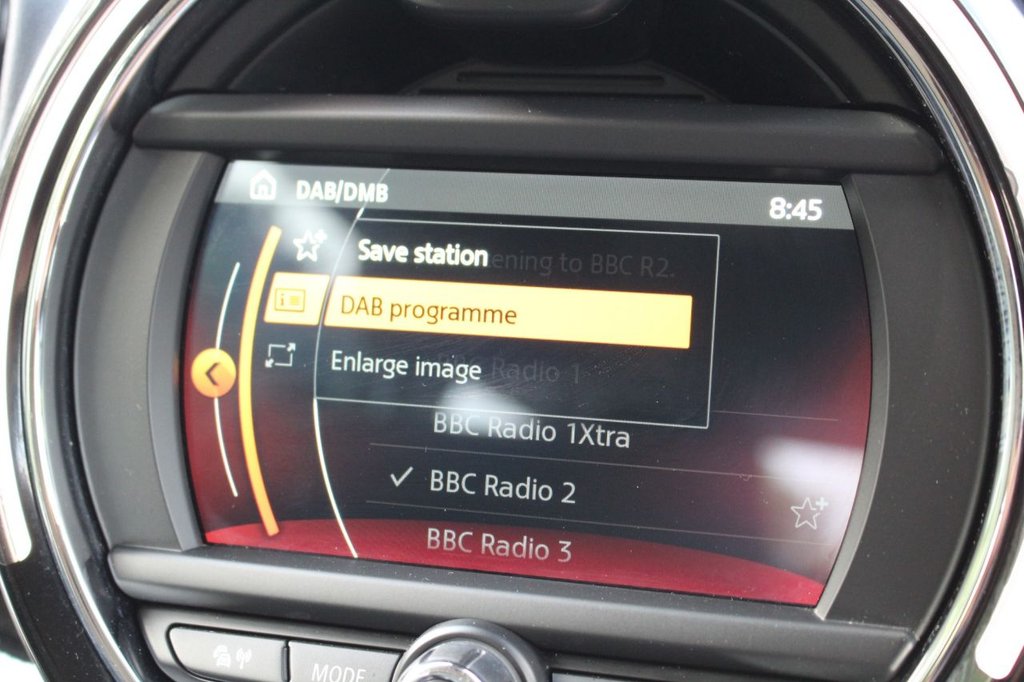 DAB/DMB
8:45
Save station
ening to BBC R2.
DAB programme
Enlarge image
Radio 1
BBC Radio 1Xtra
BBC Radio 2
BBC Radio 3
MODE